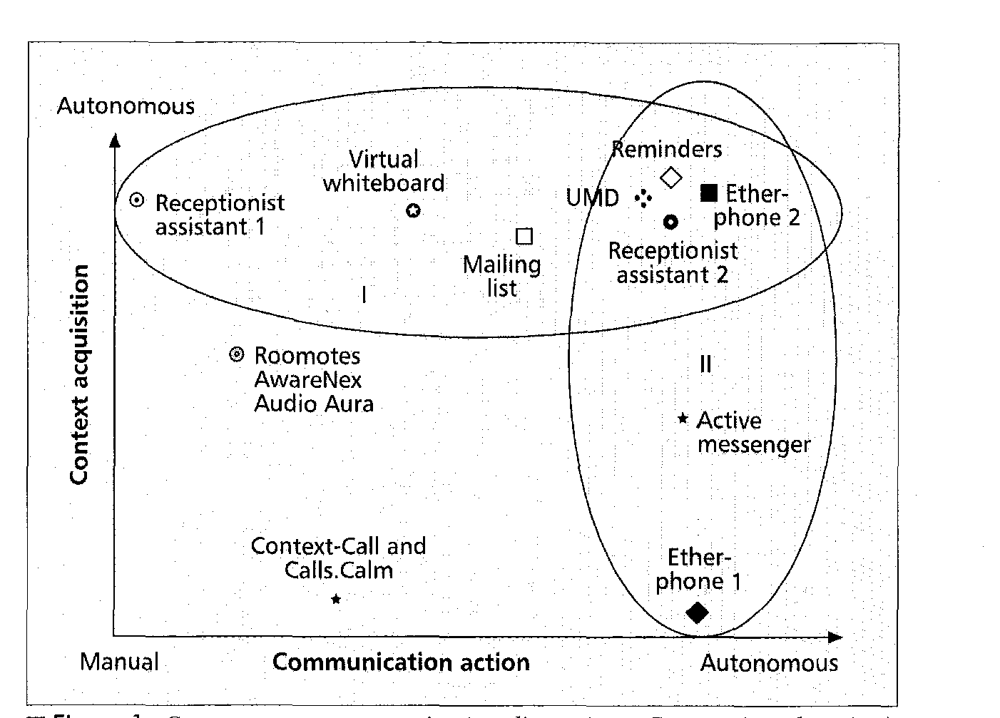 Autonomous
Reminders
Virtual
whiteboard
UMD
Ether-
phone 2
Receptionist
assistant 1
Receptionist
assistant 2
Mailing
list
I
Context acquisition
Roomotes
AwareNex
Audio Aura
II
Active
messenger
Context-Call and
Calls.Calm
Ether-
phone 1
Manual
Communication action
Autonomous